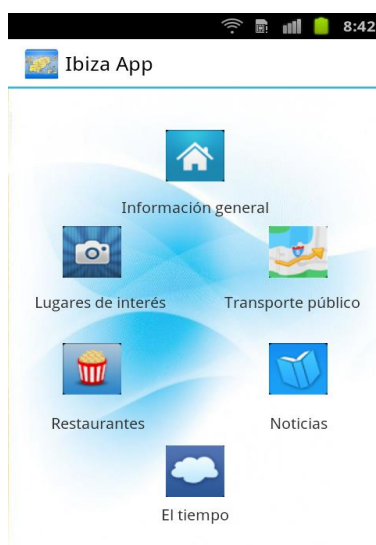 8:42
Ibiza App
Información general
Lugares de interés
Transporte público
Restaurantes
Noticias
El tiempo